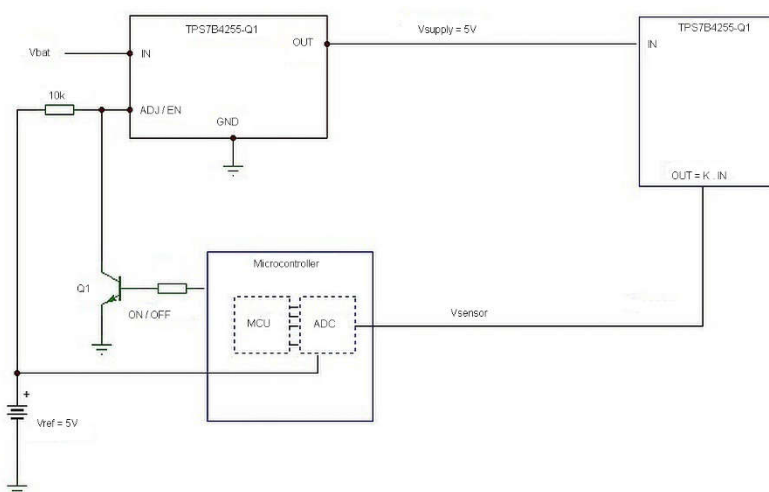 TPS7B4255-Q1
TPS7B4255-Q1
OUT
Vsupply = 5V
IN
Vbat
IN
10k
ADJ / EN
GND
OUT = K . IN
Microcontroller
Q1
MCU
ADC
ON / OFF
Vsensor
+
Vref = 5V